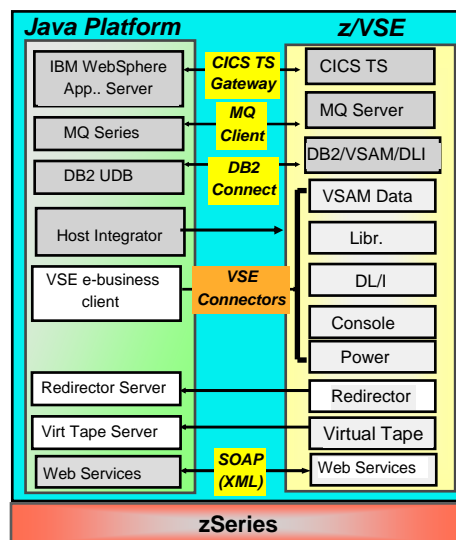 Java Platform
z/VSE
IBM WebSphere
App.. Server
CICS TS
Gateway
CICS TS
MQ Series
MQ
Client
MQ Server
DB2 UDB
DB2
Connect
DB2/VSAM/DLI
VSAM Data
Host Integrator
Libr.
VSE e-business
client
VSE
Connectors
DL/I
Console
Power
Redirector Server
Redirector
Virt Tape Server
Virtual Tape
Web Services
SOAP
(XML)
Web Services
zSeries